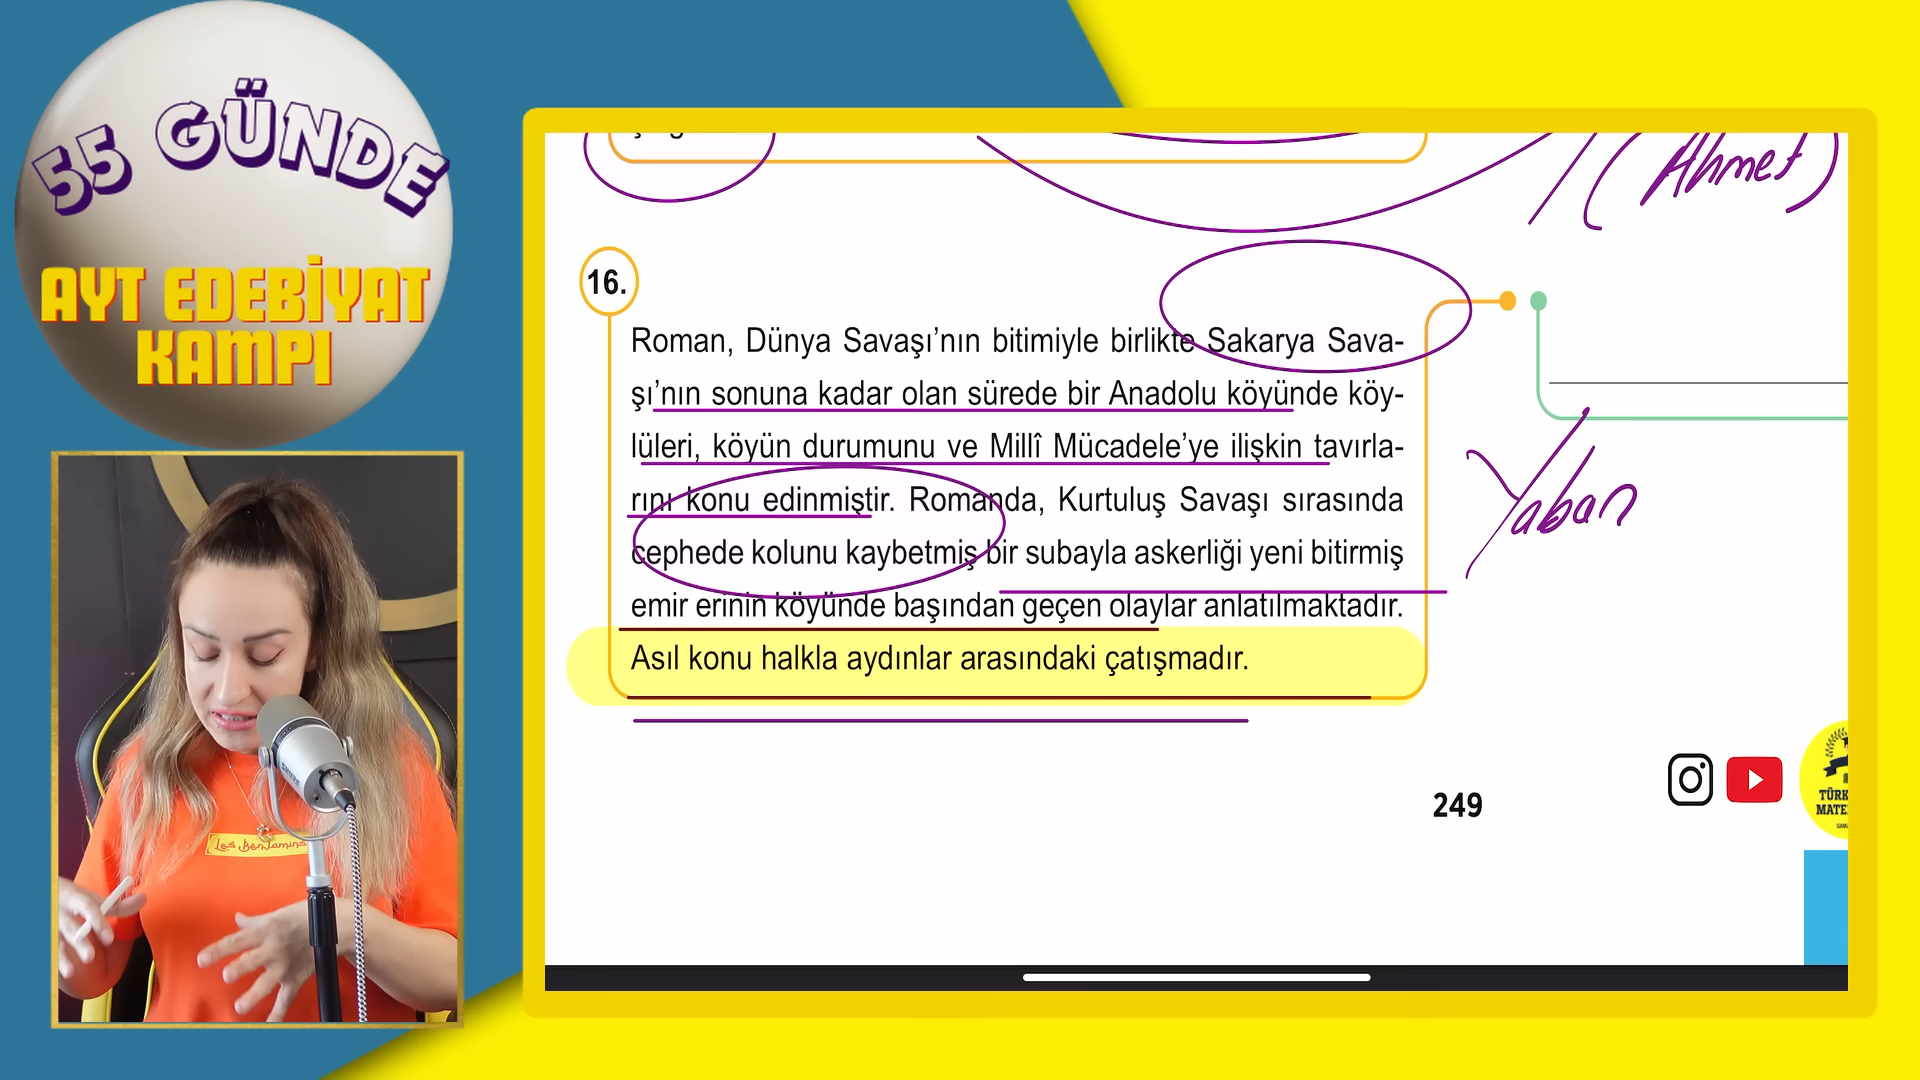 55 GÜNDE
AYT EDEBİYAT
KAMPI
(Ahmet)
16.
Roman, Dünya Savaşı’nın bitimiyle birlikte Sakarya Sava-
şı’nın sonuna kadar olan sürede bir Anadolu köyünde köy-
lüleri, köyün durumunu ve Millî Mücadele’ye ilişkin tavırla-
rını konu edinmiştir. Romanda, Kurtuluş Savaşı sırasında
cephede kolunu kaybetmiş bir subayla askerliği yeni bitirmiş
emir erinin köyünde başından geçen olaylar anlatılmaktadır.
Asıl konu halkla aydınlar arasındaki çatışmadır.
Yaban
249
TÜRK
MATE
Les Benjamins